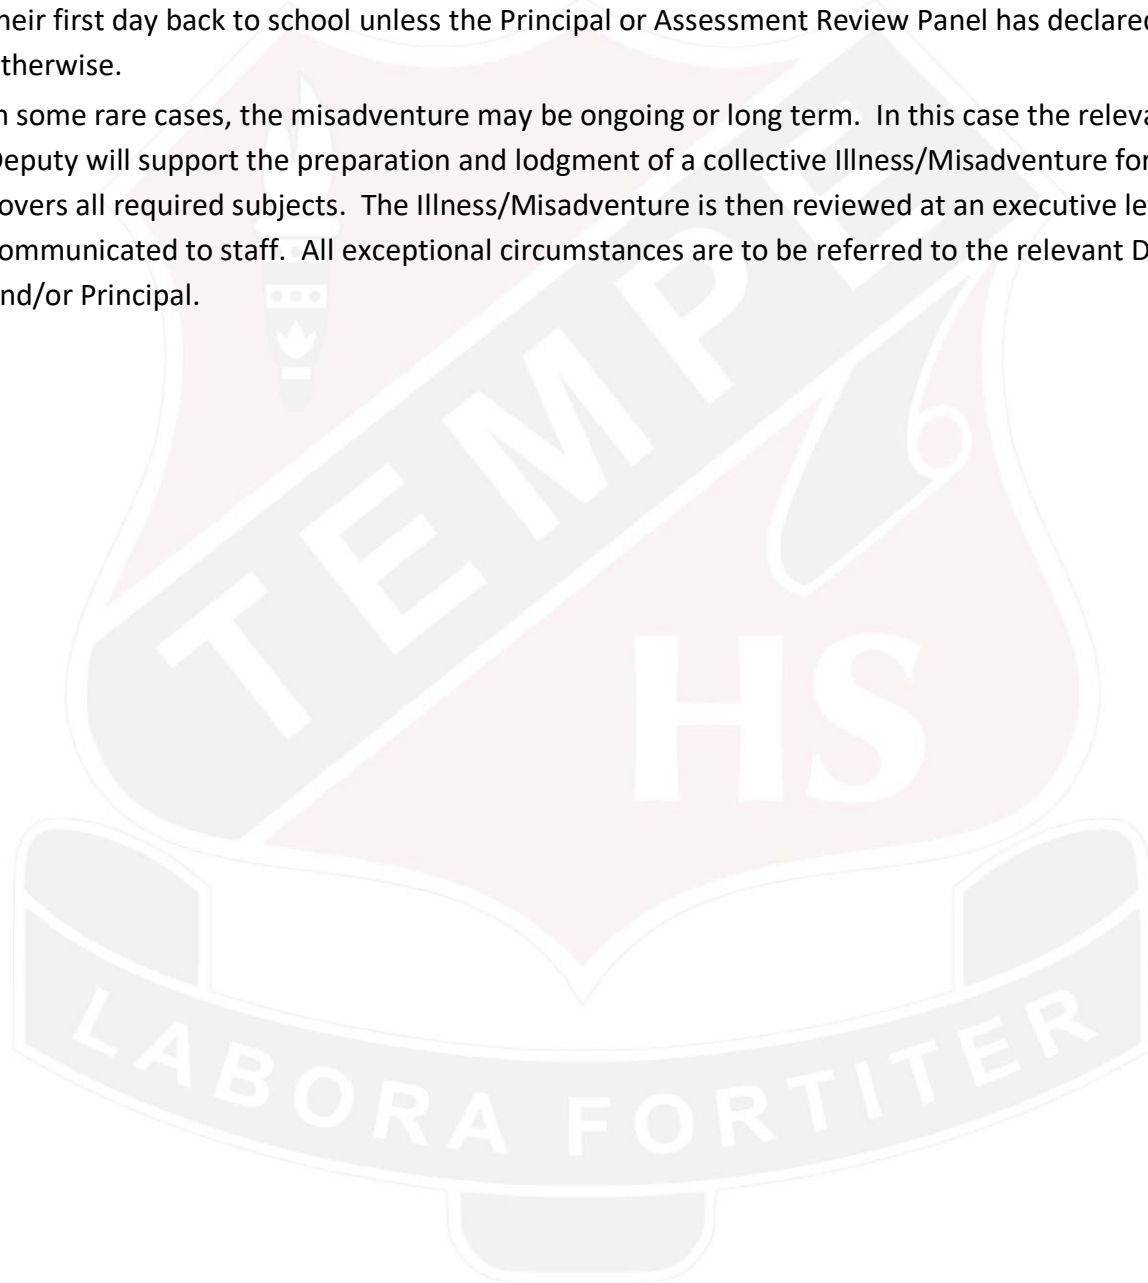 heir first day back to school unless the Principal or Assessment Review Panel has declared
therwise.
n some rare cases, the misadventure may be ongoing or long term. In this case the releva
Deputy will support the preparation and lodgment of a collective Illness/Misadventure for
overs all required subjects. The Illness/Misadventure is then reviewed at an executive le
ommunicated to staff. All exceptional circumstances are to be referred to the relevant D
nd/or Principal.
TEMPE
HS
LABORA FORTITER